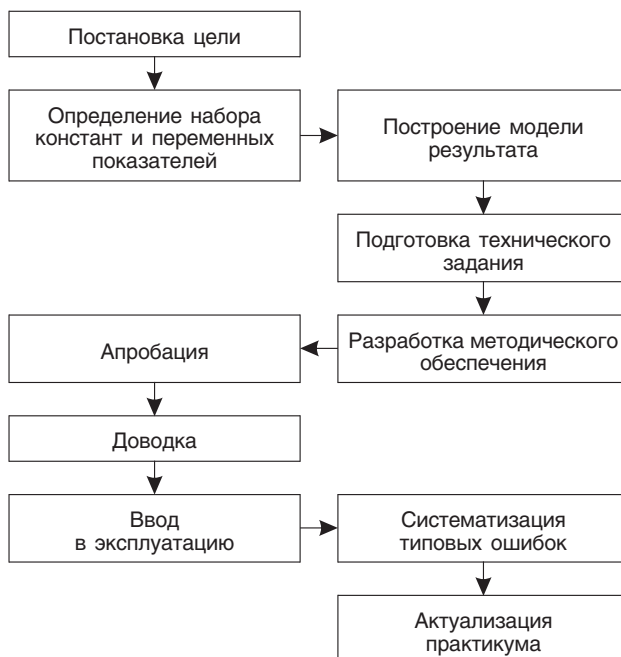 Постановка цели
Определение набора
констант и переменных
показателей
Построение модели
результата
Подготовка технического
задания
Разработка методического
обеспечения
Апробация
Доводка
Ввод
в эксплуатацию
Систематизация
типовых ошибок
Актуализация
практикума